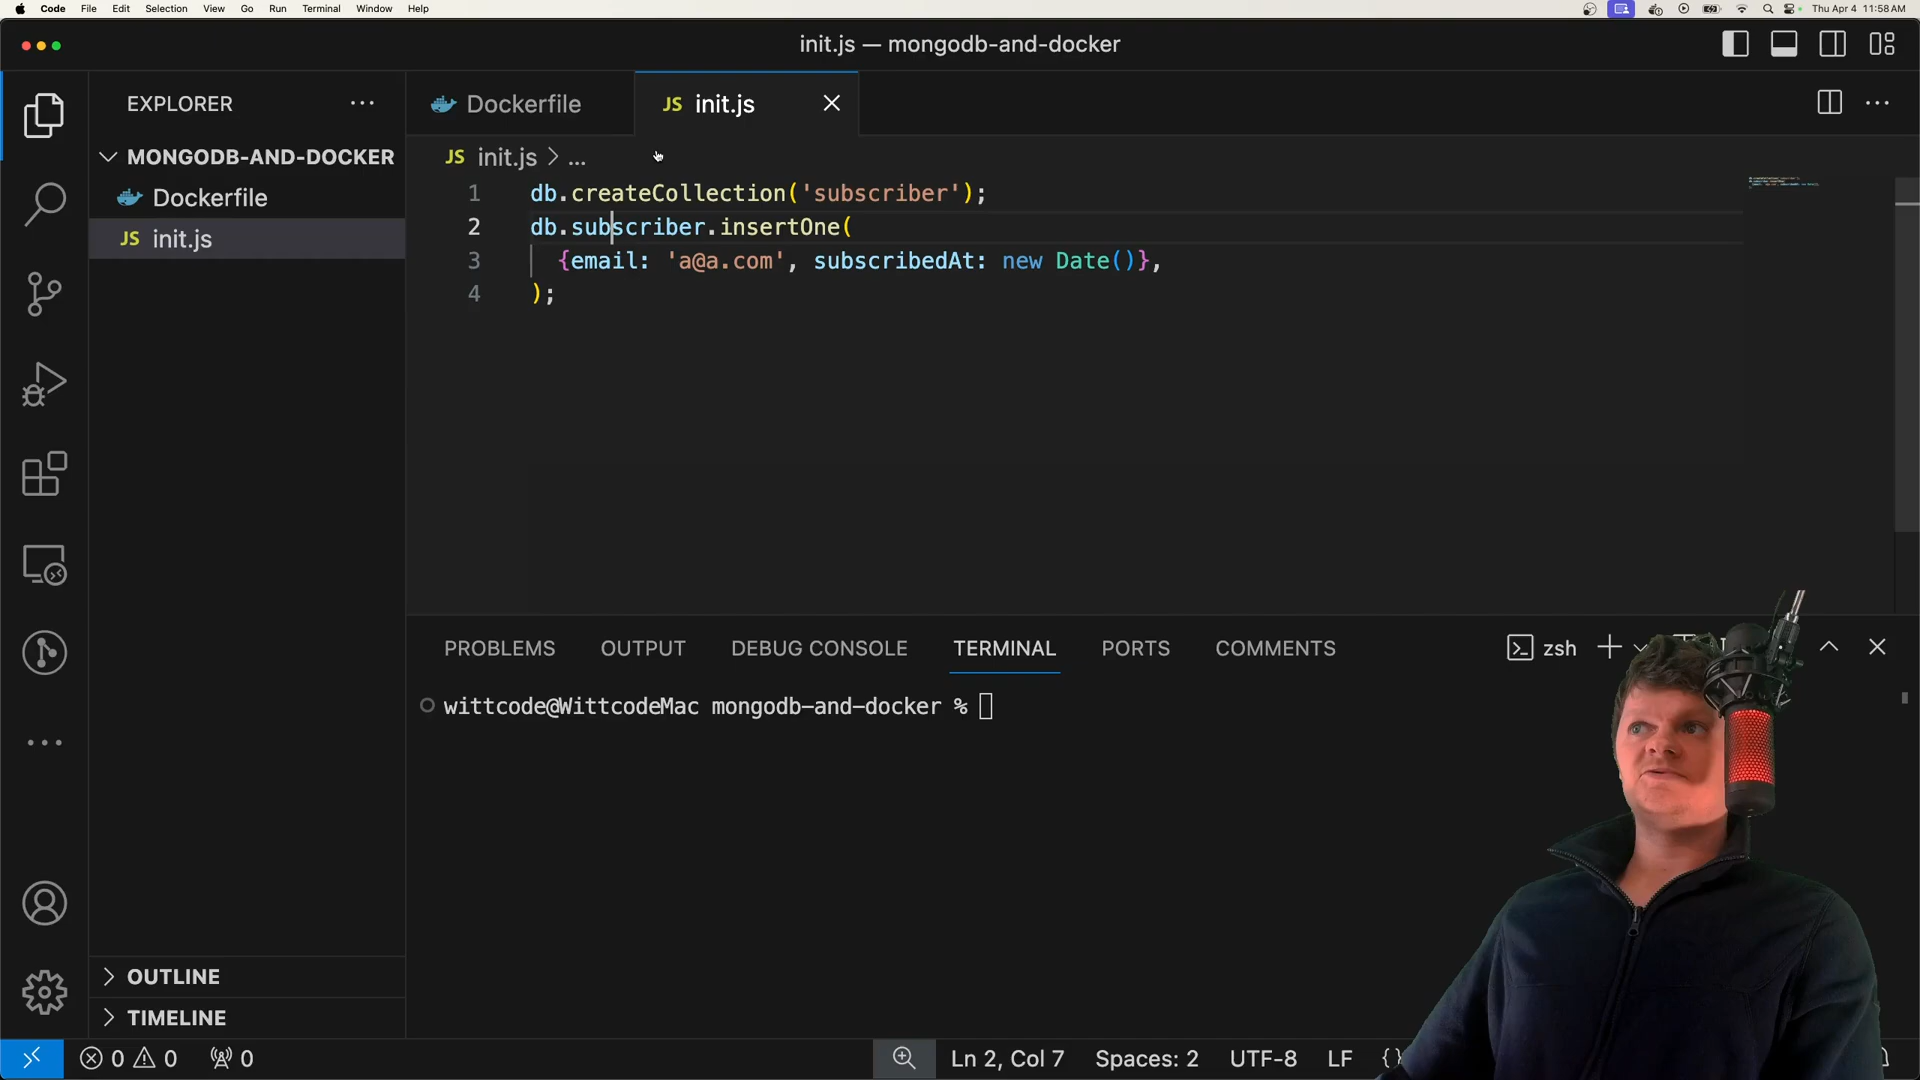 Code File Edit Selection View Go Run Terminal Window Help Thu Apr 4 11:58 AM
init.js — mongodb-and-docker
EXPLORER
Dockerfile
JS init.js
MONGODB-AND-DOCKER
Dockerfile
JS init.js
JS init.js > ...
1 db.createCollection('subscriber');
2 db.subscriber.insertOne(
3 {email: 'a@a.com', subscribedAt: new Date()},
4 );
PROBLEMS OUTPUT DEBUG CONSOLE TERMINAL PORTS COMMENTS zsh
wittcode@WittcodeMac mongodb-and-docker %
OUTLINE
TIMELINE
0 0 0 Ln 2, Col 7 Spaces: 2 UTF-8 LF {}